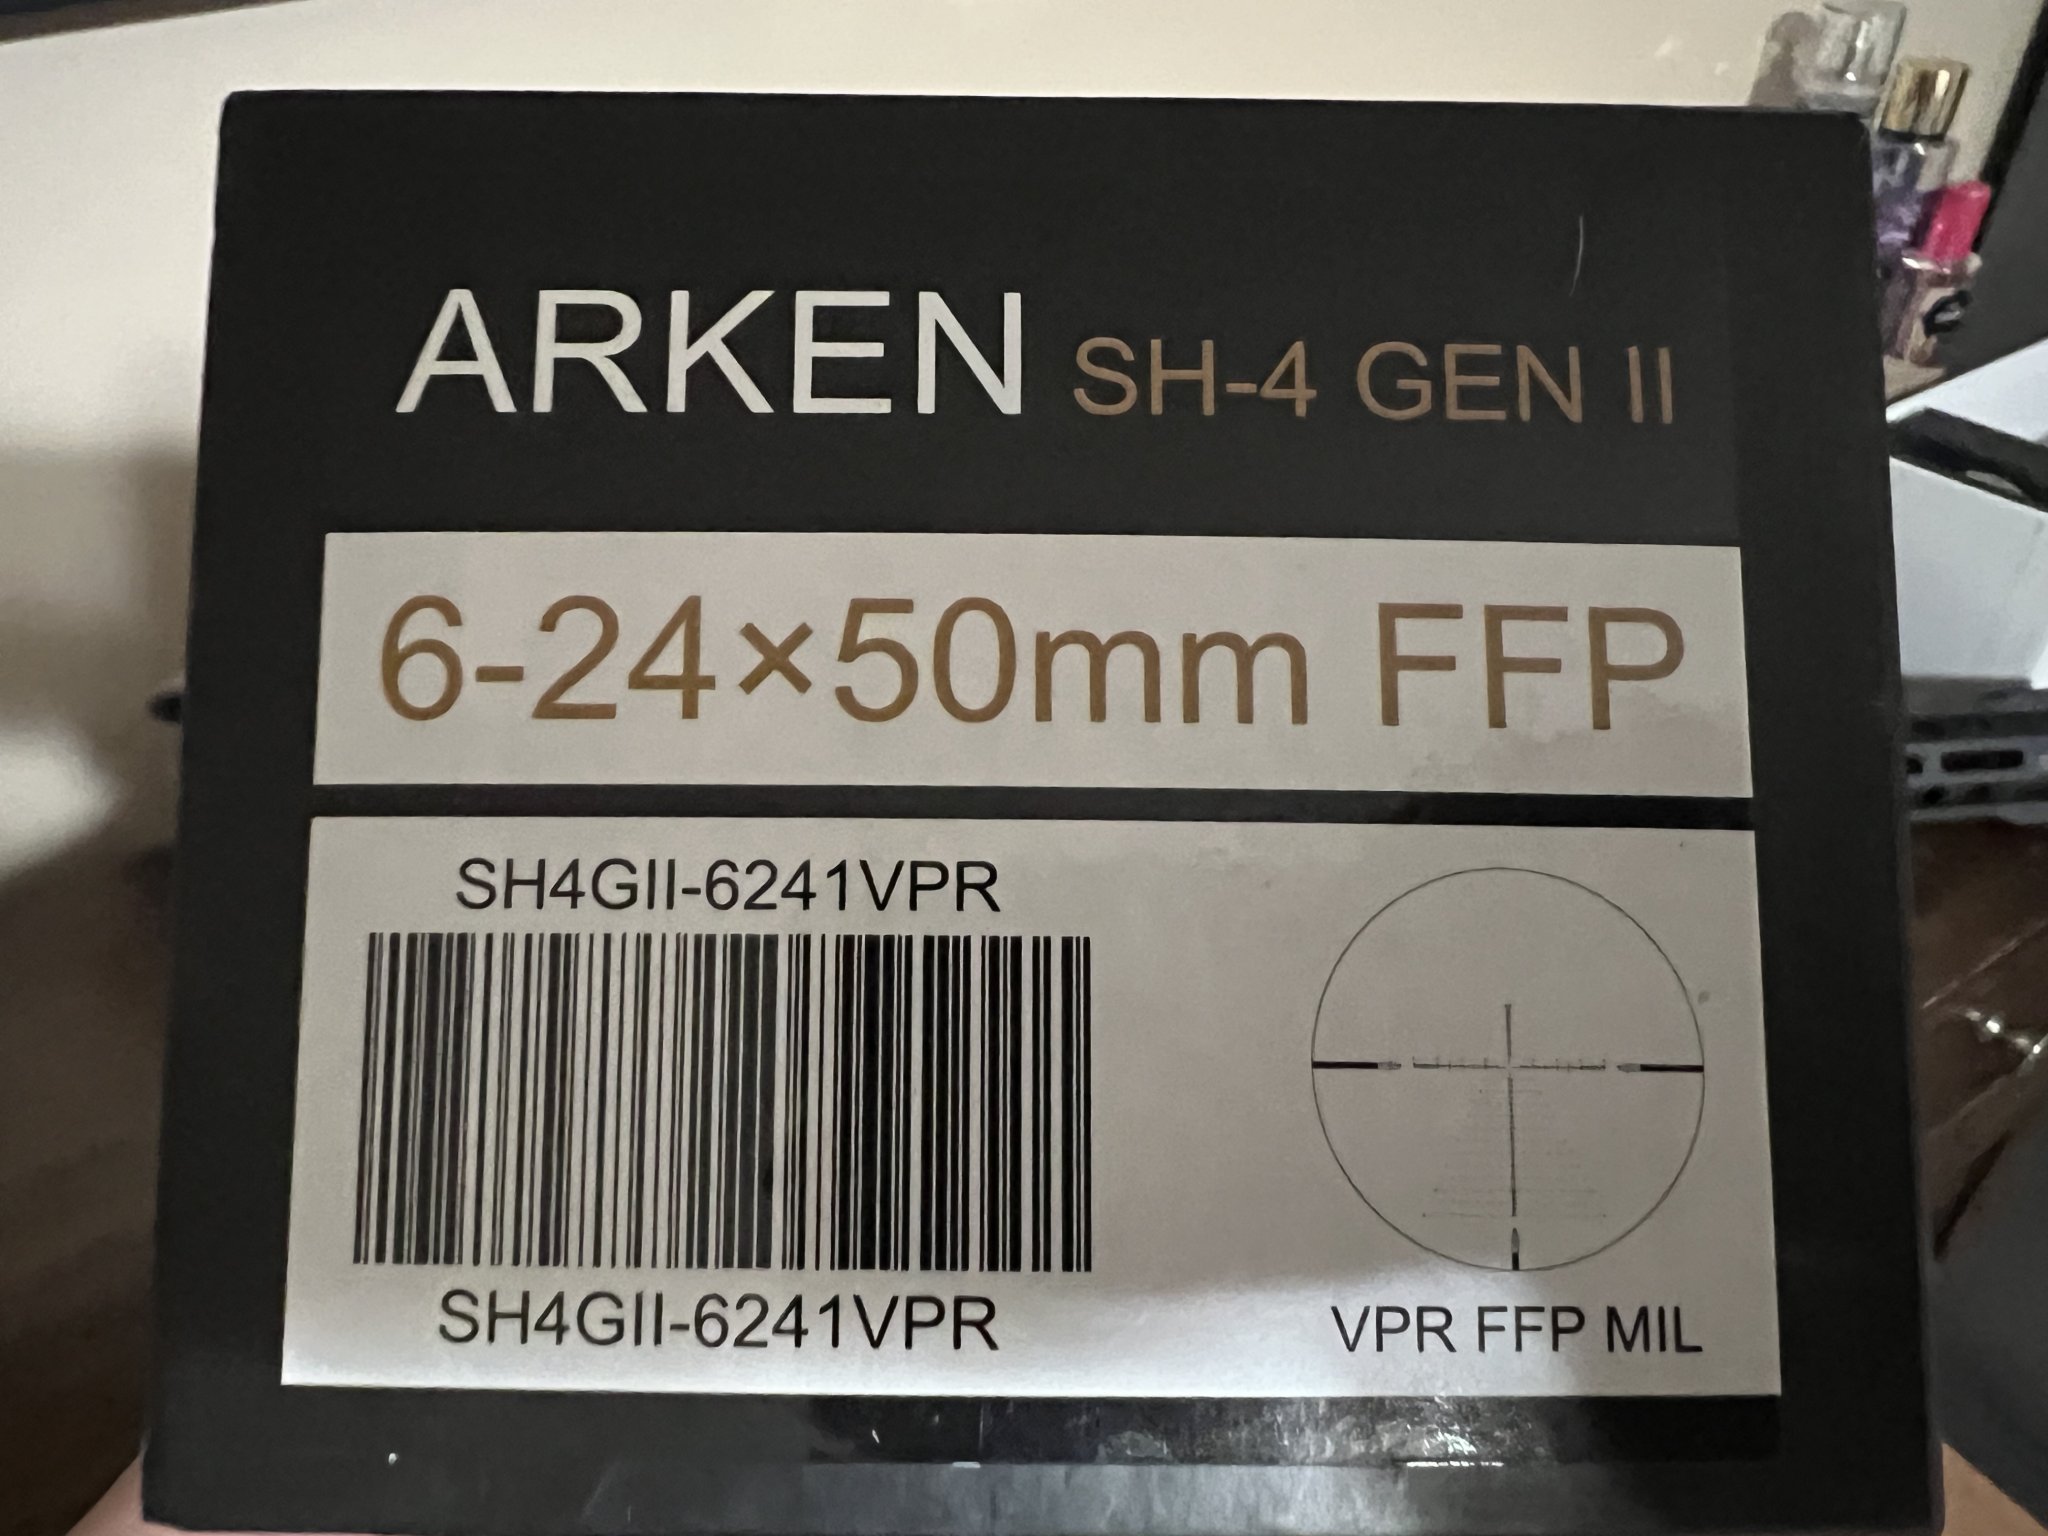 ARKEN SH-4 GEN II
6-24×50mm FFP
SH4GII-6241VPR
SH4GII-6241VPR
VPR FFP MIL